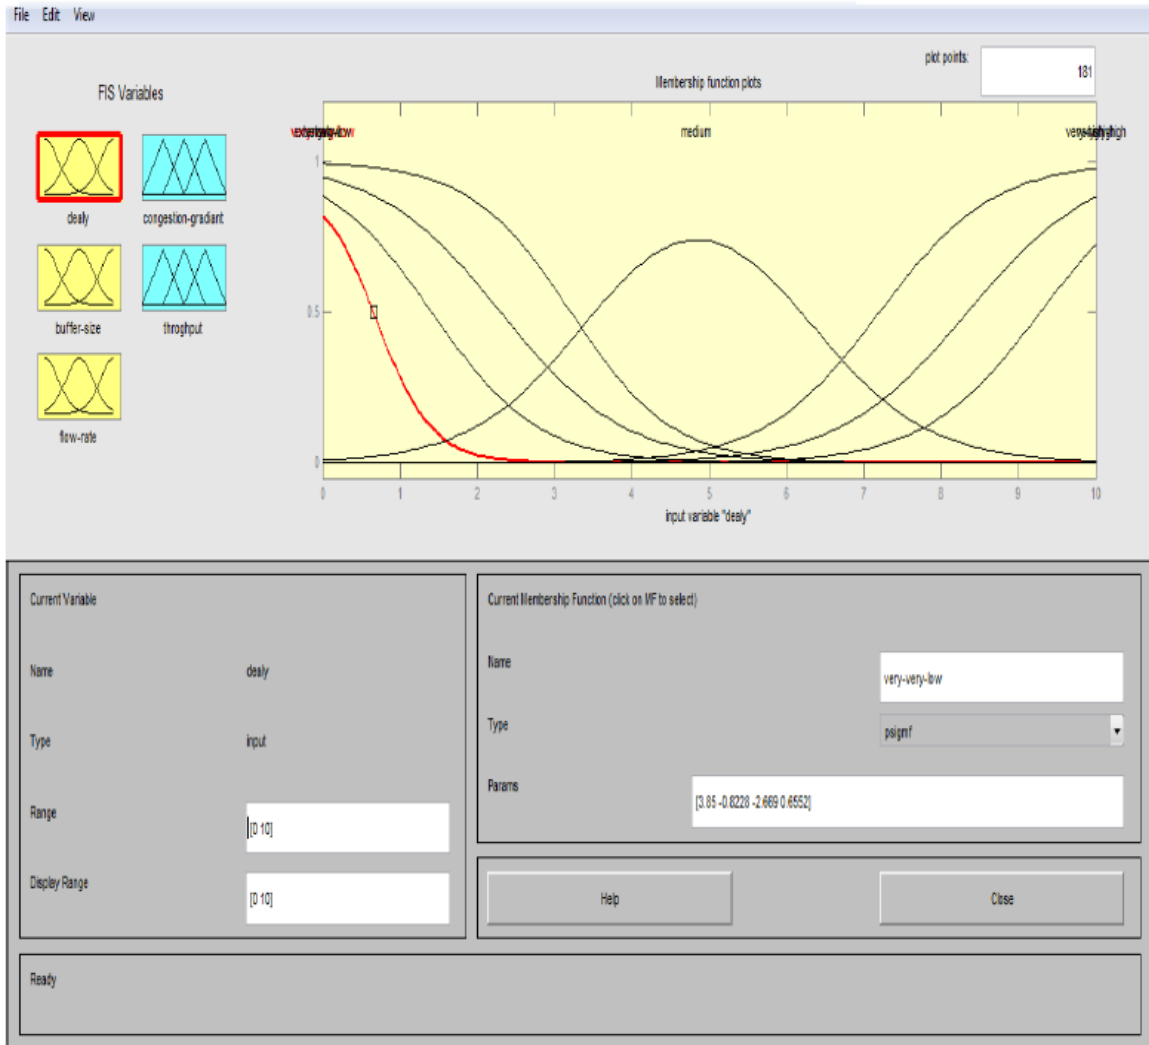 File Edit View
plot points:
181
FIS Variables
Membership function plots
medium
dealy
congestion-gradiant
buffer-size
throghput
flow-rate
1
0.5
0
0 1 2 3 4 5 6 7 8 9 10
input variable "dealy"
Current Variable
Name dealy
Type input
Range [0 10]
Display Range [0 10]
Current Membership Function (click on MF to select)
Name very-very-low
Type psigmf
Params [3.85 -0.8228 -2.669 0.6552]
Help Close
Ready